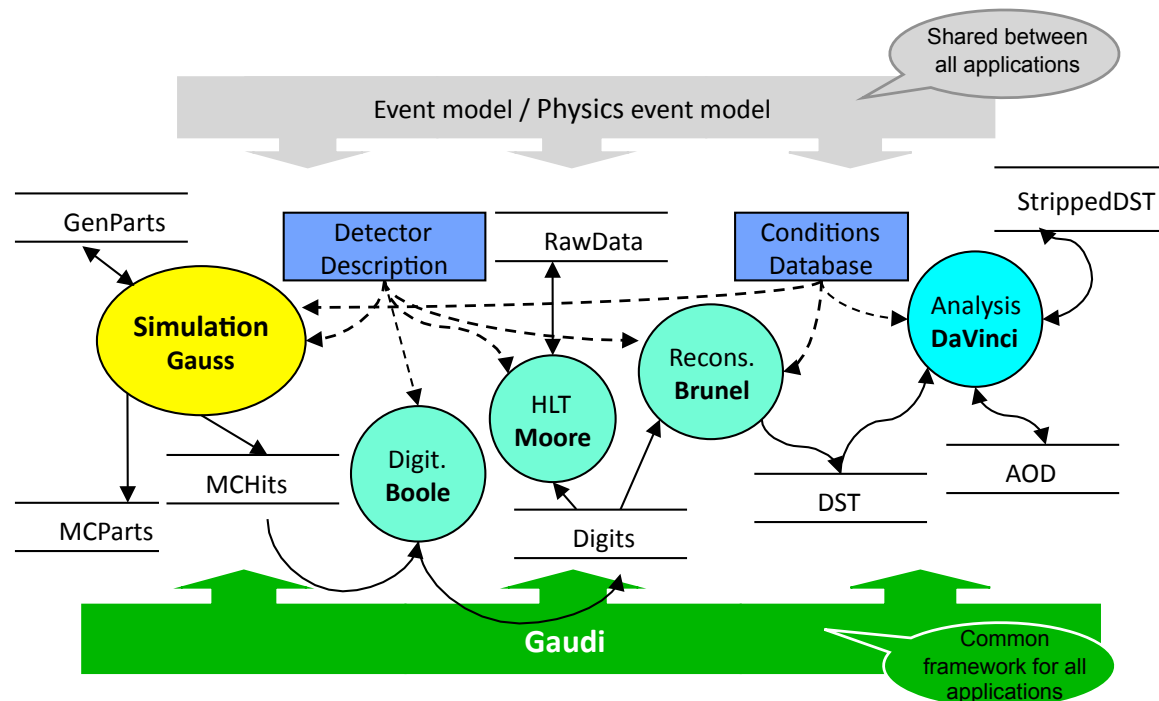 Shared between
all applications
Event model / Physics event model
GenParts
Detector
Description
RawData
Conditions
Database
StrippedDST
Simulation
Gauss
Analysis
DaVinci
Recons.
Brunel
HLT
Moore
Digit.
Boole
MCHits
MCParts
Digits
DST
AOD
Gaudi
Common
framework for all
applications